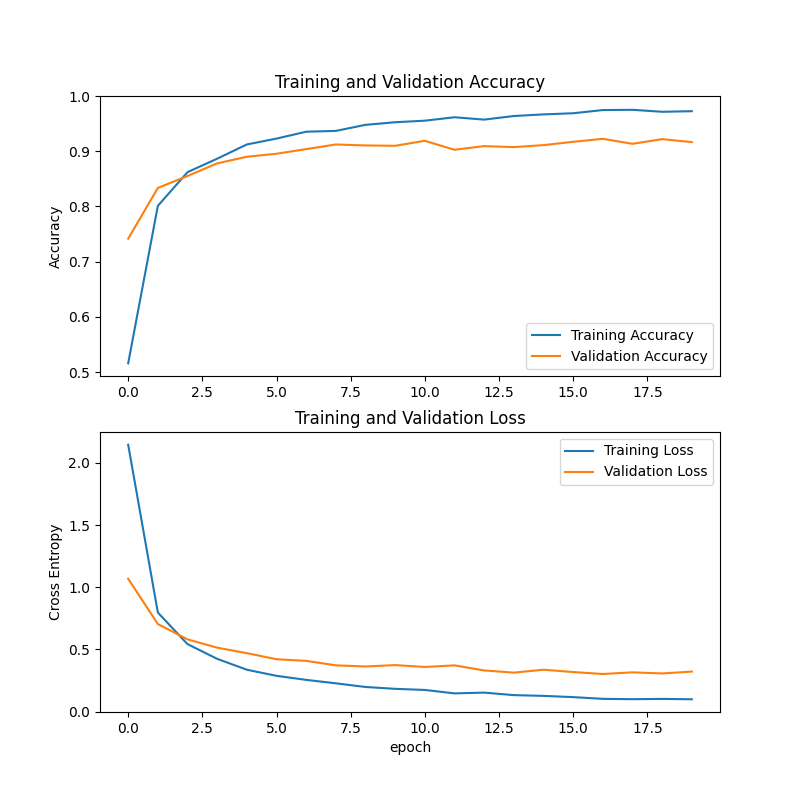 Training and Validation Accuracy
1.0
0.9
0.8
0.7
0.6
0.5
Accuracy
Training Accuracy
Validation Accuracy
0.0 2.5 5.0 7.5 10.0 12.5 15.0 17.5
Training and Validation Loss
2.0
1.5
1.0
0.5
0.0
Cross Entropy
Training Loss
Validation Loss
0.0 2.5 5.0 7.5 10.0 12.5 15.0 17.5
epoch